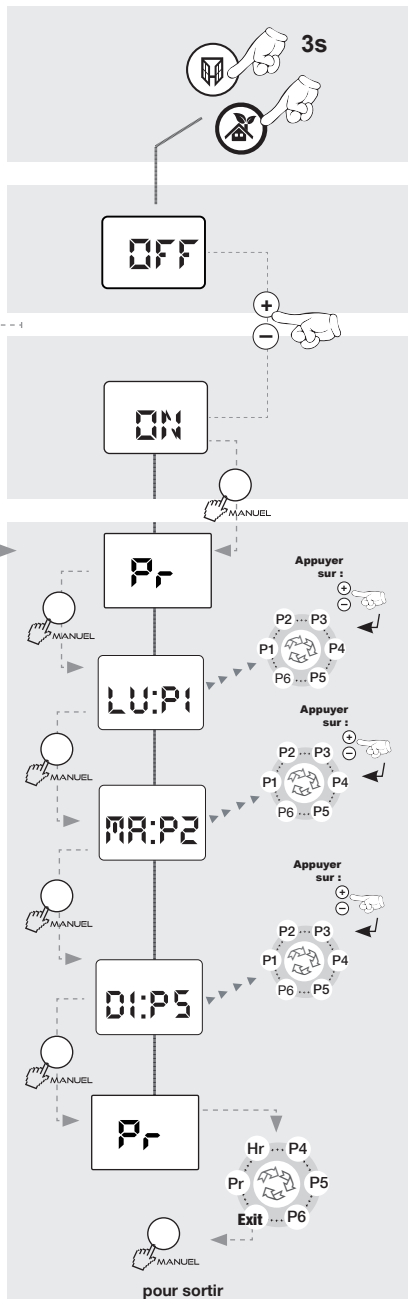 3s
OFF
+
−
ON
MANUEL
Pr
Appuyer
sur :
+
−
MANUEL
P2 ... P3
P1 P4
P6 ... P5
LU:P1
Appuyer
sur :
+
−
MANUEL
P2 ... P3
P1 P4
P6 ... P5
MA:P2
Appuyer
sur :
+
−
MANUEL
P2 ... P3
P1 P4
P6 ... P5
DI:P5
MANUEL
Pr
Hr ... P4
Pr P5
Exit ... P6
MANUEL
pour sortir